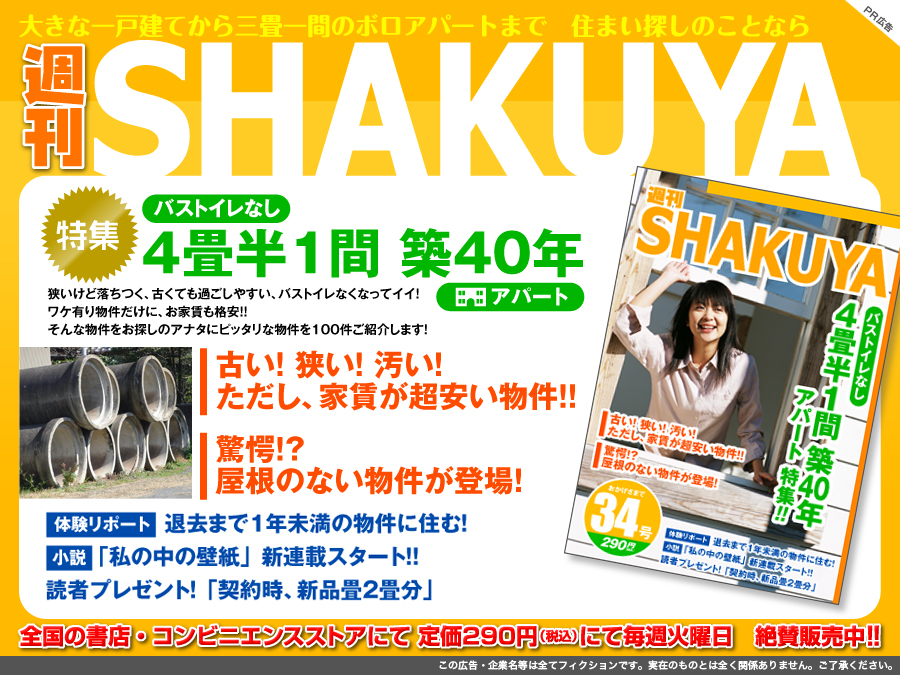 PR広告
大きな一戸建てから三畳一間のボロアパートまで　住まい探しのことなら
週刊
SHAKUYA
特集
バストイレなし
4畳半1間 築40年
アパート
狭いけど落ちつく、古くても過ごしやすい、バストイレなくなってイイ!
ワケ有り物件だけに、お家賃も格安!!
そんな物件をお探しのアナタにピッタリな物件を100件ご紹介します!
古い! 狭い! 汚い!
ただし、家賃が超安い物件!!
驚愕!?
屋根のない物件が登場!
体験リポート 退去まで1年未満の物件に住む!
小説 「私の中の壁紙」 新連載スタート!!
読者プレゼント! 「契約時、新品畳2畳分」
週刊
SHAKUYA
バストイレなし
4畳半1間 築40年
アパート 特集!!
古い! 狭い! 汚い!
ただし、家賃が超安い物件!!
驚愕!?
屋根のない物件が登場!
おかげさまで
34号
290円
体験リポート 退去まで1年未満の物件に住む!
小説 「私の中の壁紙」 新連載スタート!!
読者プレゼント! 「契約時、新品畳2畳分」
全国の書店・コンビニエンスストアにて 定価290円(税込)にて毎週火曜日　絶賛販売中!!
この広告・企業名等は全てフィクションです。実在のものとは全く関係ありません。ご了承ください。